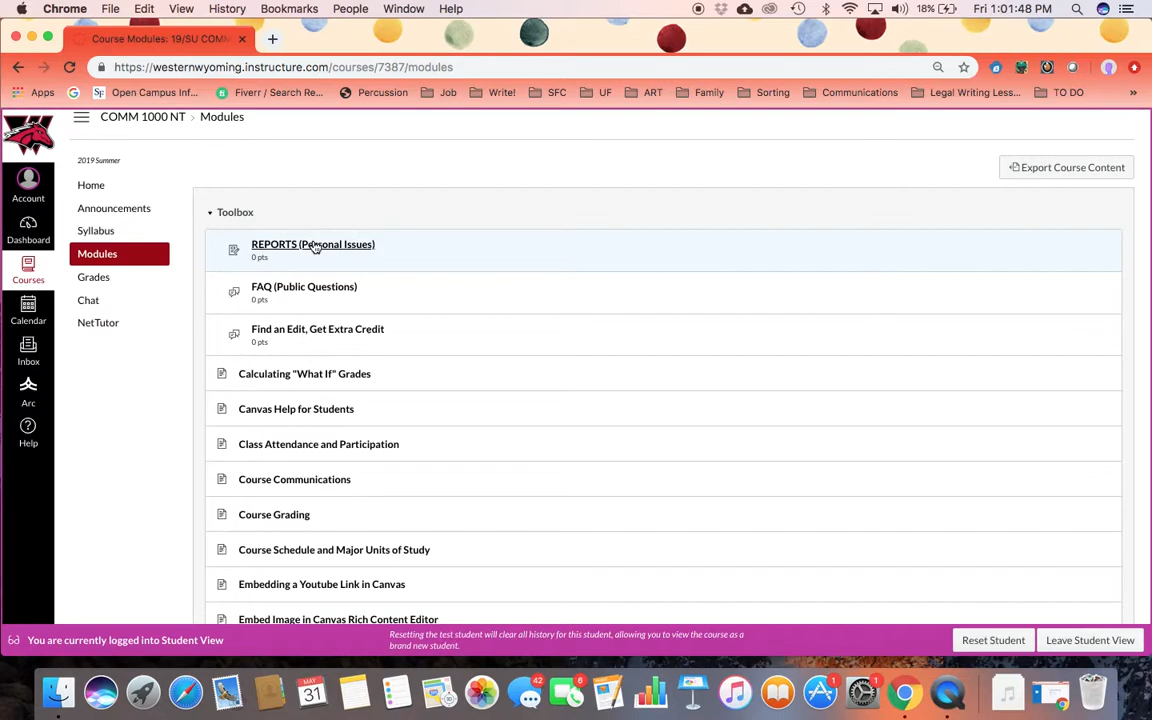 Chrome File Edit View History Bookmarks People Window Help 18% Fri 1:01:48 PM
Course Modules: 19/SU COMM
https://westernwyoming.instructure.com/courses/7387/modules
Apps Open Campus Inf... Fiverr / Search Re... Percussion Job Write! SFC UF ART Family Sorting Communications Legal Writing Less... TO DO »
COMM 1000 NT > Modules
2019 Summer
Export Course Content
Home
Announcements
Syllabus
Modules
Grades
Chat
NetTutor
Account
Dashboard
Courses
Calendar
Inbox
Arc
Help
Toolbox
REPORTS (Personal Issues)
0 pts
FAQ (Public Questions)
0 pts
Find an Edit, Get Extra Credit
0 pts
Calculating "What If" Grades
Canvas Help for Students
Class Attendance and Participation
Course Communications
Course Grading
Course Schedule and Major Units of Study
Embedding a Youtube Link in Canvas
Embed Image in Canvas Rich Content Editor
You are currently logged into Student View
Resetting the test student will clear all history for this student, allowing you to view the course as a
brand new student.
Reset Student
Leave Student View
MAY
31
42
6
1
1